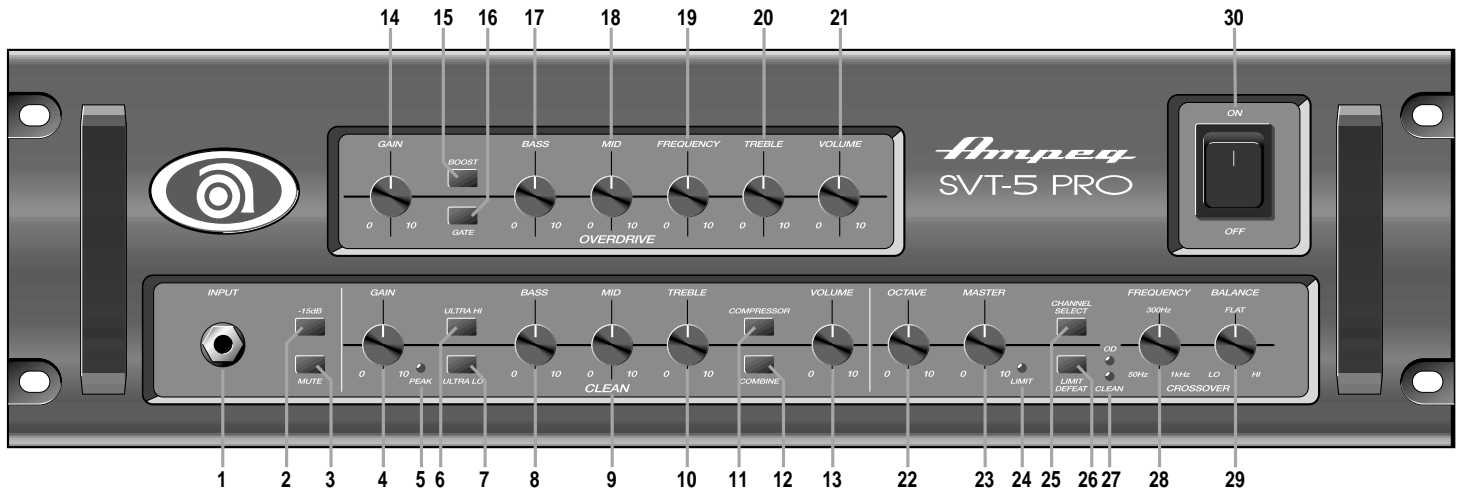 14 15 16 17 18 19 20 21 30
ON
Ampeg
SVT-5 PRO
OFF
GAIN BOOST BASS MID FREQUENCY TREBLE VOLUME
GATE
0 10 0 10 0 10 0 10 0 10 0 10
OVERDRIVE
INPUT GAIN BASS MID TREBLE VOLUME OCTAVE MASTER FREQUENCY BALANCE
-15dB ULTRA HI COMPRESSOR CHANNEL SELECT 300Hz FLAT
OD
MUTE 0 10 PEAK ULTRA LO 0 10 0 10 0 10 COMBINE 0 10 0 10 0 10 LIMIT LIMIT DEFEAT CLEAN 50Hz 1kHz LO HI
CLEAN CROSSOVER
1 2 3 4 5 6 7 8 9 10 11 12 13 22 23 24 25 26 27 28 29